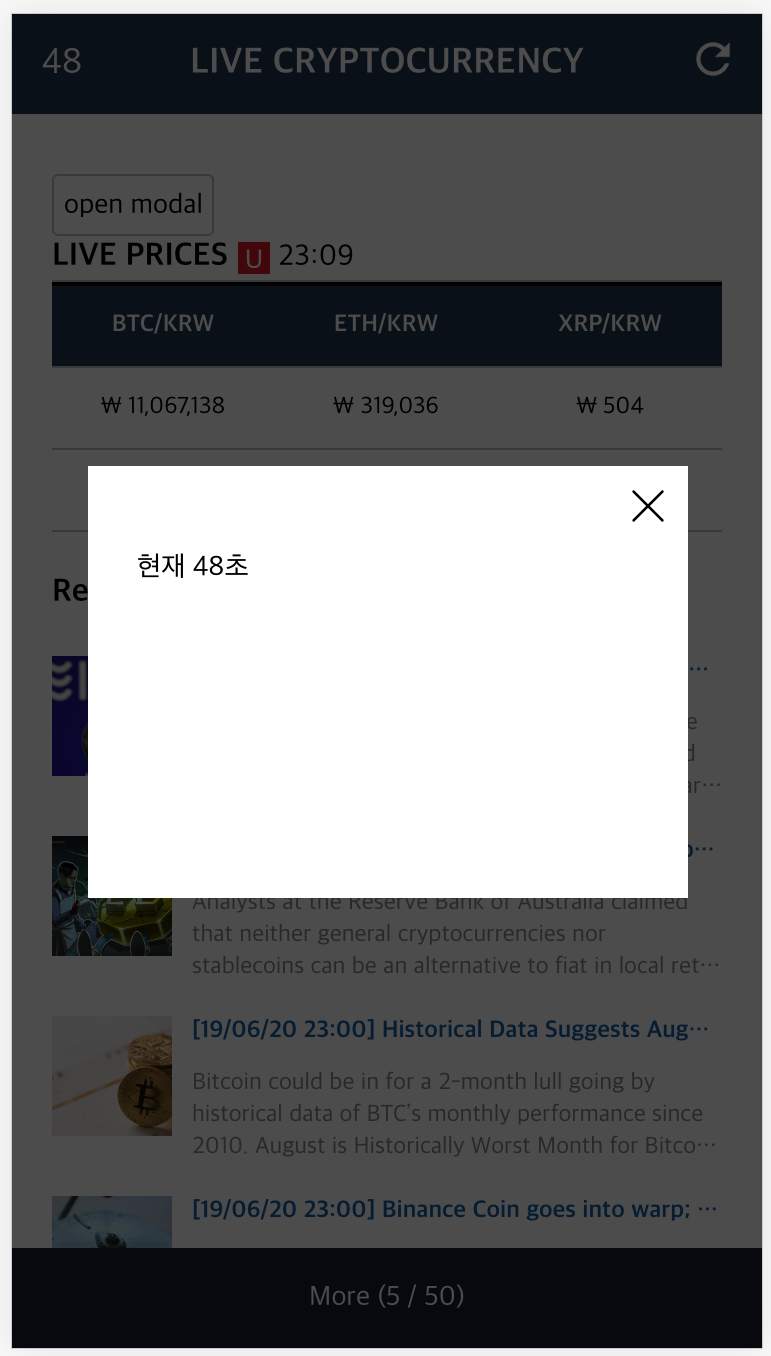 48 LIVE CRYPTOCURRENCY
open modal
LIVE PRICES U 23:09
BTC/KRW ETH/KRW XRP/KRW
₩ 11,067,138 ₩ 319,036 ₩ 504
현재 48초
Analysts at the Reserve Bank of Australia claimed
that neither general cryptocurrencies nor
stablecoins can be an alternative to fiat in local ret…
[19/06/20 23:00] Historical Data Suggests Aug…
Bitcoin could be in for a 2-month lull going by
historical data of BTC's monthly performance since
2010. August is Historically Worst Month for Bitco…
[19/06/20 23:00] Binance Coin goes into warp; …
More (5 / 50)